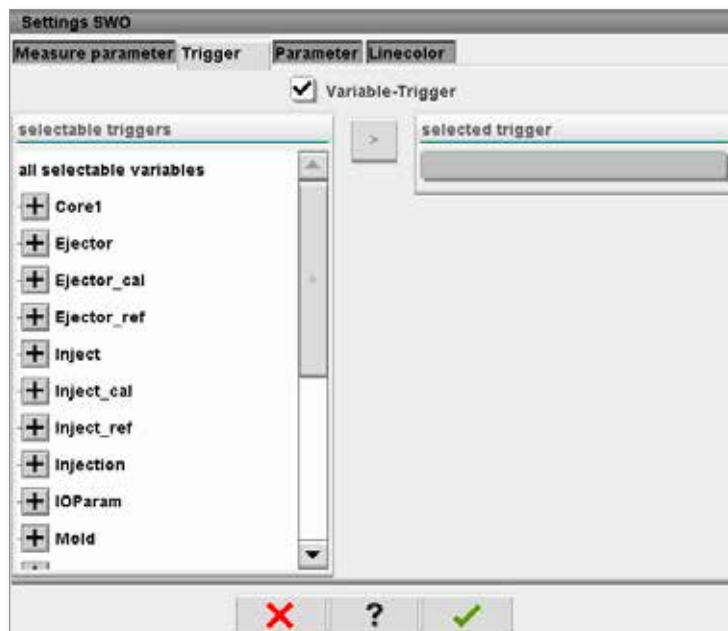 Settings SWO
Measure parameter Trigger Parameter Linecolor
Variable-Trigger
selectable triggers
>
selected trigger
all selectable variables
Core1
Ejector
Ejector_cal
Ejector_ref
Inject
Inject_cal
Inject_ref
Injection
IOParam
Mold
?